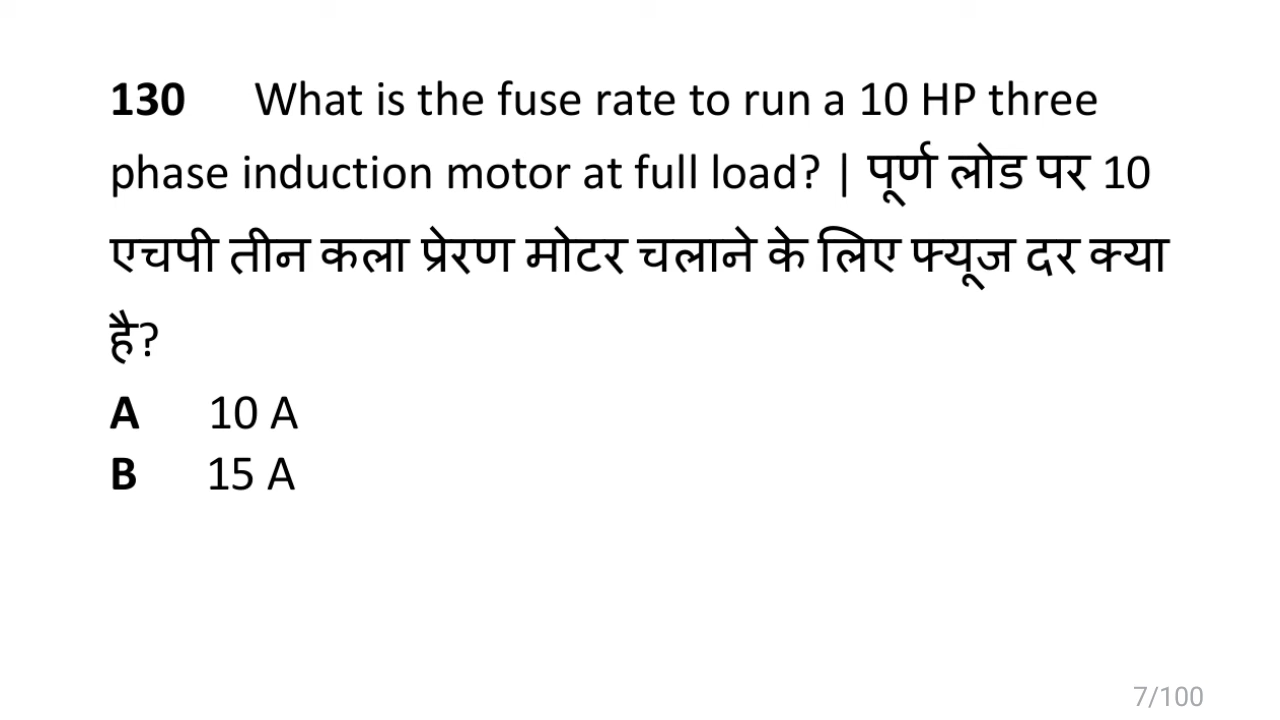 130 What is the fuse rate to run a 10 HP three
phase induction motor at full load? | पूर्ण लोड पर 10
एचपी तीन कला प्रेरण मोटर चलाने के लिए फ्यूज दर क्या
है?
A 10 A
B 15 A
7/100